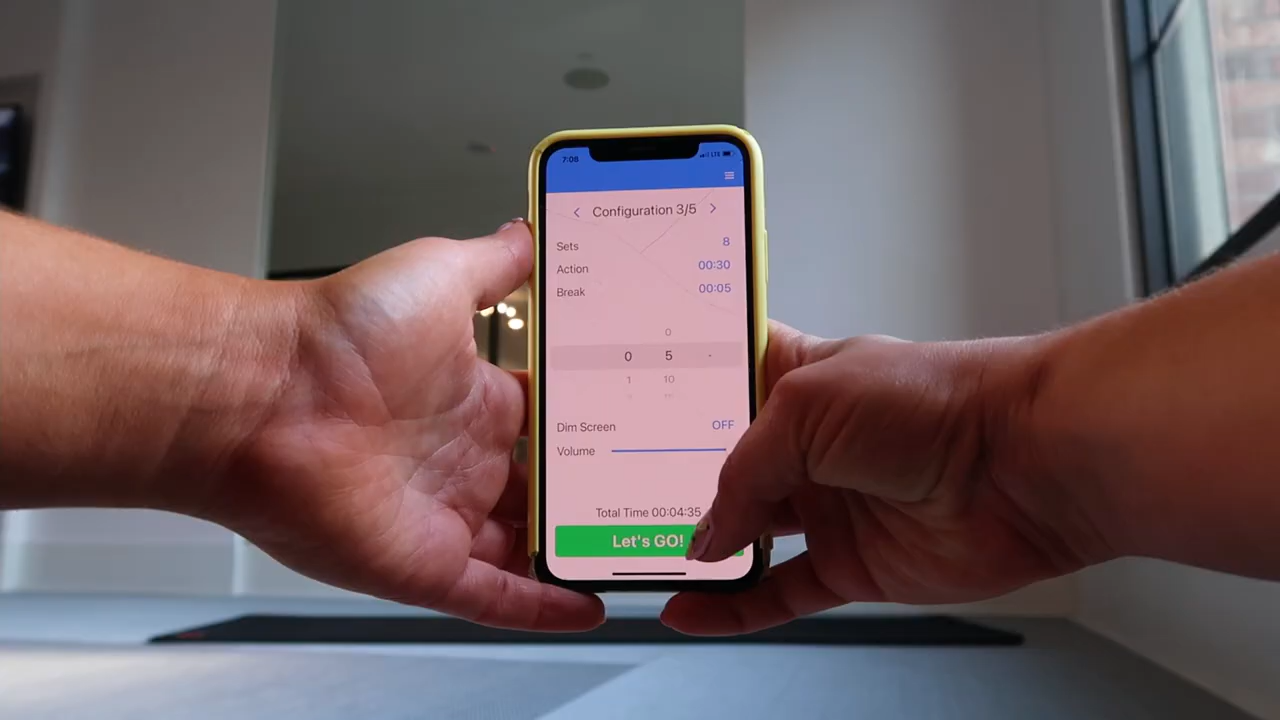 7:08
LTE
Configuration 3/5
Sets 8
Action 00:30
Break 00:05
0
0 5 -
1 10
Dim Screen OFF
Volume
Total Time 00:04:35
Let's GO!